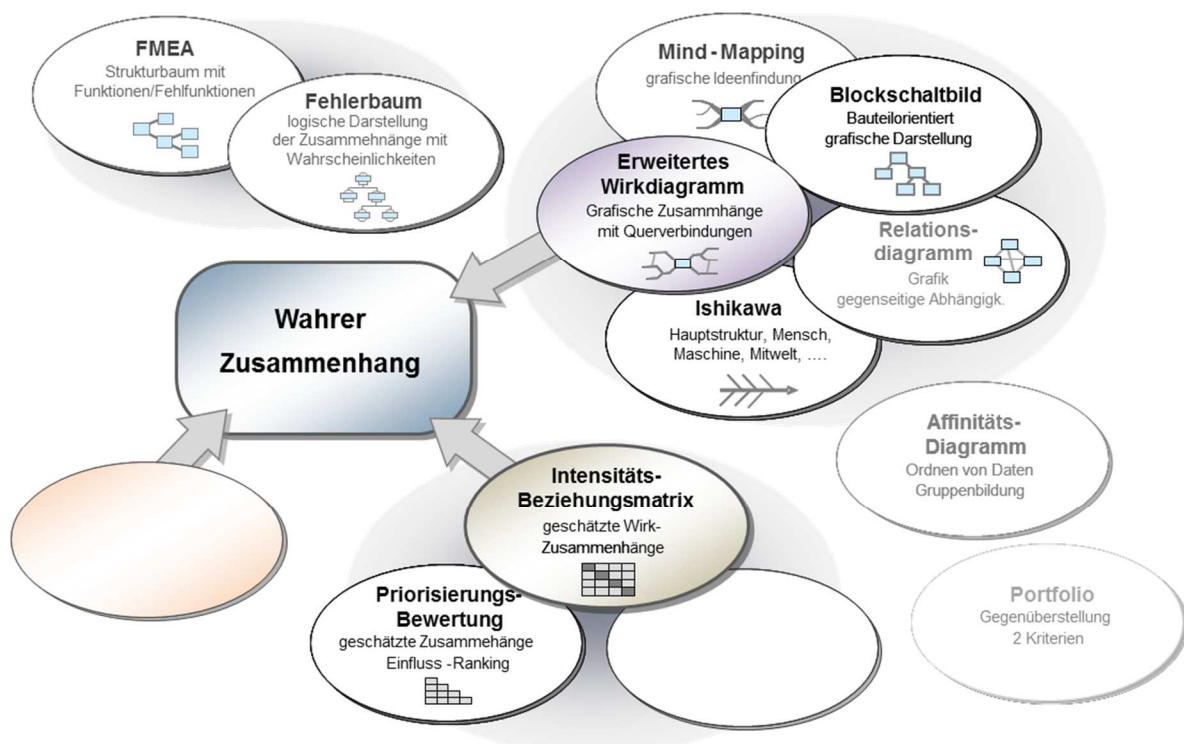 FMEA
Strukturbaum mit
Funktionen/Fehlfunktionen
Fehlerbaum
logische Darstellung
der Zusammehnänge mit
Wahrscheinlichkeiten
Mind - Mapping
grafische Ideenfindung
Blockschaltbild
Bauteilorientiert
grafische Darstellung
Erweitertes
Wirkdiagramm
Grafische Zusammhänge
mit Querverbindungen
Relations-
diagramm
Grafik
gegenseitige Abhängigk.
Ishikawa
Hauptstruktur, Mensch,
Maschine, Mitwelt, ....
Wahrer
Zusammenhang
Affinitäts-
Diagramm
Ordnen von Daten
Gruppenbildung
Intensitäts-
Beziehungsmatrix
geschätzte Wirk-
Zusammenhänge
Priorisierungs-
Bewertung
geschätzte Zusammehänge
Einfluss -Ranking
Portfolio
Gegenüberstellung
2 Kriterien